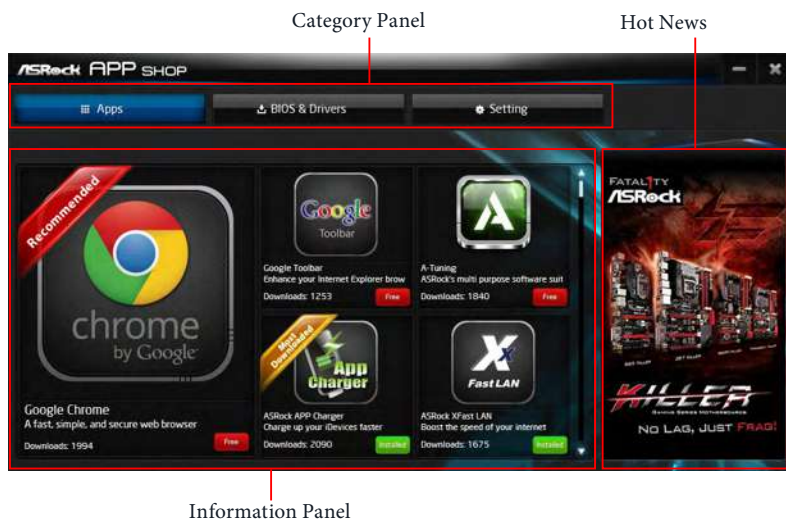 Category Panel
Hot News
ASRock APP SHOP
Apps
BIOS & Drivers
Setting
Recommended
chrome
by Google
Google Chrome
A fast, simple, and secure web browser
Downloads: 1994
Free
Google
Toolbar
Google Toolbar
Enhance your Internet Explorer brow
Downloads: 1253
Free
A
A-Tuning
ASRock's multi purpose software suit
Downloads: 1840
Free
Most Downloaded
App
Charger
ASRock APP Charger
Charge up your iDevices faster
Downloads: 2090
Installed
X
Fast LAN
ASRock XFast LAN
Boost the speed of your internet
Downloads: 1675
Installed
FATAL1TY
ASRock
KILLER
GAMING SERIES MOTHERBOARDS
NO LAG, JUST FRAG!
Information Panel